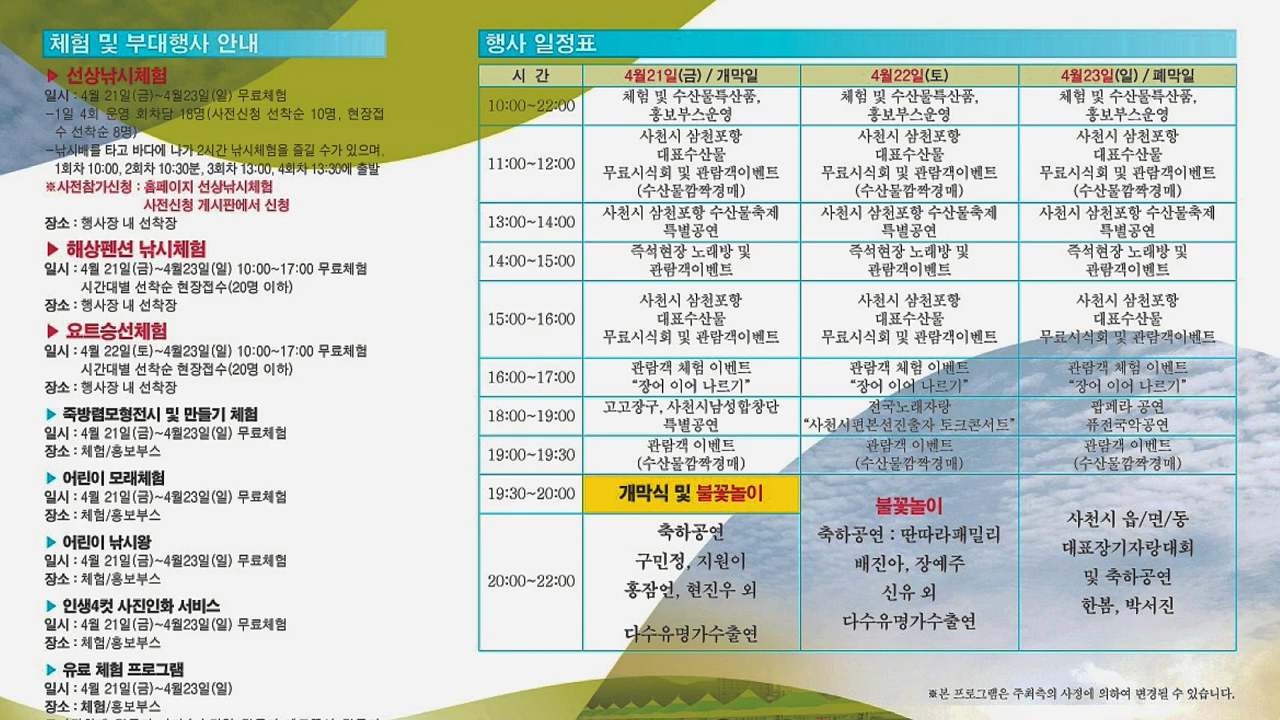 체험 및 부대행사 안내
▶ 선상낚시체험
일시 : 4월 21일(금)~4월23일(일) 무료체험
-1일 4회 운영 회차당 18명(사전신청 선착순 10명, 현장접
수 선착순 8명)
-낚시배를 타고 바다에 나가 2시간 낚시체험을 즐길 수가 있으며,
1회차 10:00, 2회차 10:30분, 3회차 13:00, 4회차 13:30에 출발
※사전참가신청 : 홈페이지 선상낚시체험
사전신청 게시판에서 신청
장소 : 행사장 내 선착장
▶ 해상펜션 낚시체험
일시 : 4월 21일(금)~4월23일(일) 10:00~17:00 무료체험
시간대별 선착순 현장접수(20명 이하)
장소 : 행사장 내 선착장
▶ 요트승선체험
일시 : 4월 22일(토)~4월23일(일) 10:00~17:00 무료체험
시간대별 선착순 현장접수(20명 이하)
장소 : 행사장 내 선착장
▶ 죽방렴모형전시 및 만들기 체험
일시 : 4월 21일(금)~4월23일(일) 무료체험
장소 : 체험/홍보부스
▶ 어린이 모래체험
일시 : 4월 21일(금)~4월23일(일) 무료체험
장소 : 체험/홍보부스
▶ 어린이 낚시왕
일시 : 4월 21일(금)~4월23일(일) 무료체험
장소 : 체험/홍보부스
▶ 인생4컷 사진인화 서비스
일시 : 4월 21일(금)~4월23일(일) 무료체험
장소 : 체험/홍보부스
▶ 유료 체험 프로그램
일시 : 4월 21일(금)~4월23일(일)
장소 : 체험/홍보부스
행사 일정표
시 간 4월21일(금) / 개막일 4월22일(토) 4월23일(일) / 폐막일
10:00~22:00 체험 및 수산물특산품, 체험 및 수산물특산품, 체험 및 수산물특산품,
홍보부스운영 홍보부스운영 홍보부스운영
사천시 삼천포항 사천시 삼천포항 사천시 삼천포항
대표수산물 대표수산물 대표수산물
11:00~12:00 무료시식회 및 관람객이벤트 무료시식회 및 관람객이벤트 무료시식회 및 관람객이벤트
(수산물깜짝경매) (수산물깜짝경매) (수산물깜짝경매)
13:00~14:00 사천시 삼천포항 수산물축제 사천시 삼천포항 수산물축제 사천시 삼천포항 수산물축제
특별공연 특별공연 특별공연
14:00~15:00 즉석현장 노래방 및 즉석현장 노래방 및 즉석현장 노래방 및
관람객이벤트 관람객이벤트 관람객이벤트
사천시 삼천포항 사천시 삼천포항 사천시 삼천포항
15:00~16:00 대표수산물 대표수산물 대표수산물
무료시식회 및 관람객이벤트 무료시식회 및 관람객이벤트 무료시식회 및 관람객이벤트
16:00~17:00 관람객 체험 이벤트 관람객 체험 이벤트 관람객 체험 이벤트
“장어 이어 나르기” “장어 이어 나르기” “장어 이어 나르기”
18:00~19:00 고고장구, 사천시남성합창단 전국노래자랑 팝페라 공연
특별공연 “사천시편본선진출자 토크콘서트” 퓨전국악공연
19:00~19:30 관람객 이벤트 관람객 이벤트 관람객 이벤트
(수산물깜짝경매) (수산물깜짝경매) (수산물깜짝경매)
19:30~20:00 개막식 및 불꽃놀이
20:00~22:00
축하공연
구민정, 지원이
홍잠언, 현진우 외
다수유명가수출연
불꽃놀이
축하공연 : 딴따라패밀리
배진아, 장예주
신유 외
다수유명가수출연
사천시 읍/면/동
대표장기자랑대회
및 축하공연
한봄, 박서진
※본 프로그램은 주최측의 사정에 의하여 변경될 수 있습니다.